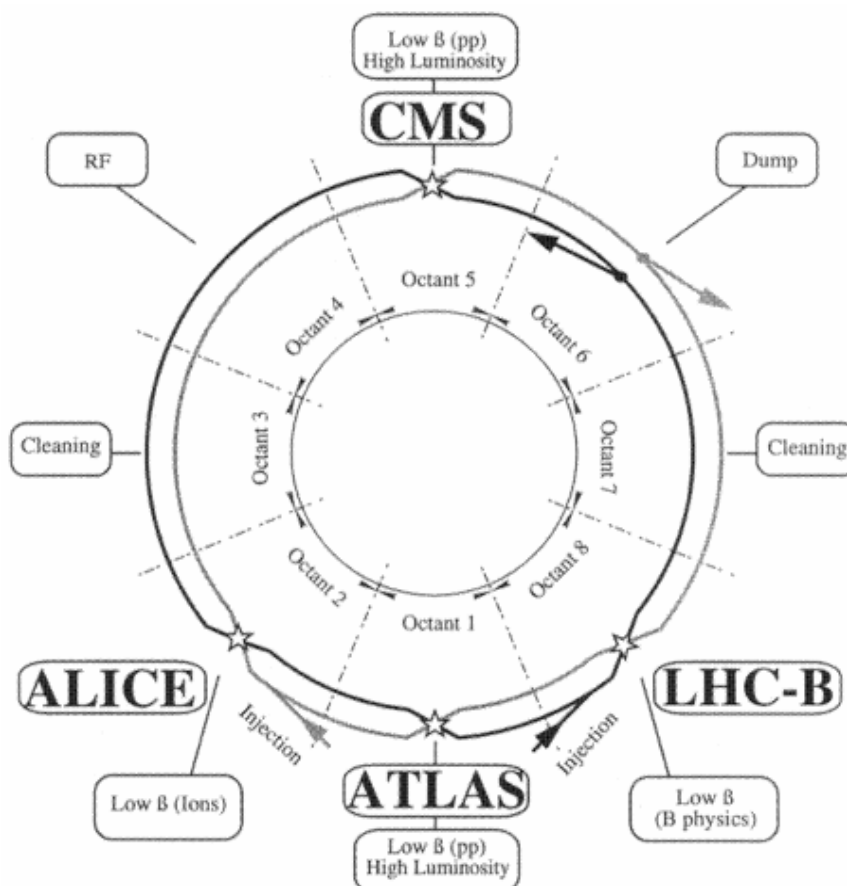 Low ß (pp)
High Luminosity
CMS
RF
Dump
Octant 5
Octant 4
Octant 6
Cleaning
Octant 3
Octant 7
Cleaning
Octant 2
Octant 8
Octant 1
ALICE
LHC-B
Injection
Injection
Low ß (Ions)
ATLAS
Low ß
(B physics)
Low ß (pp)
High Luminosity